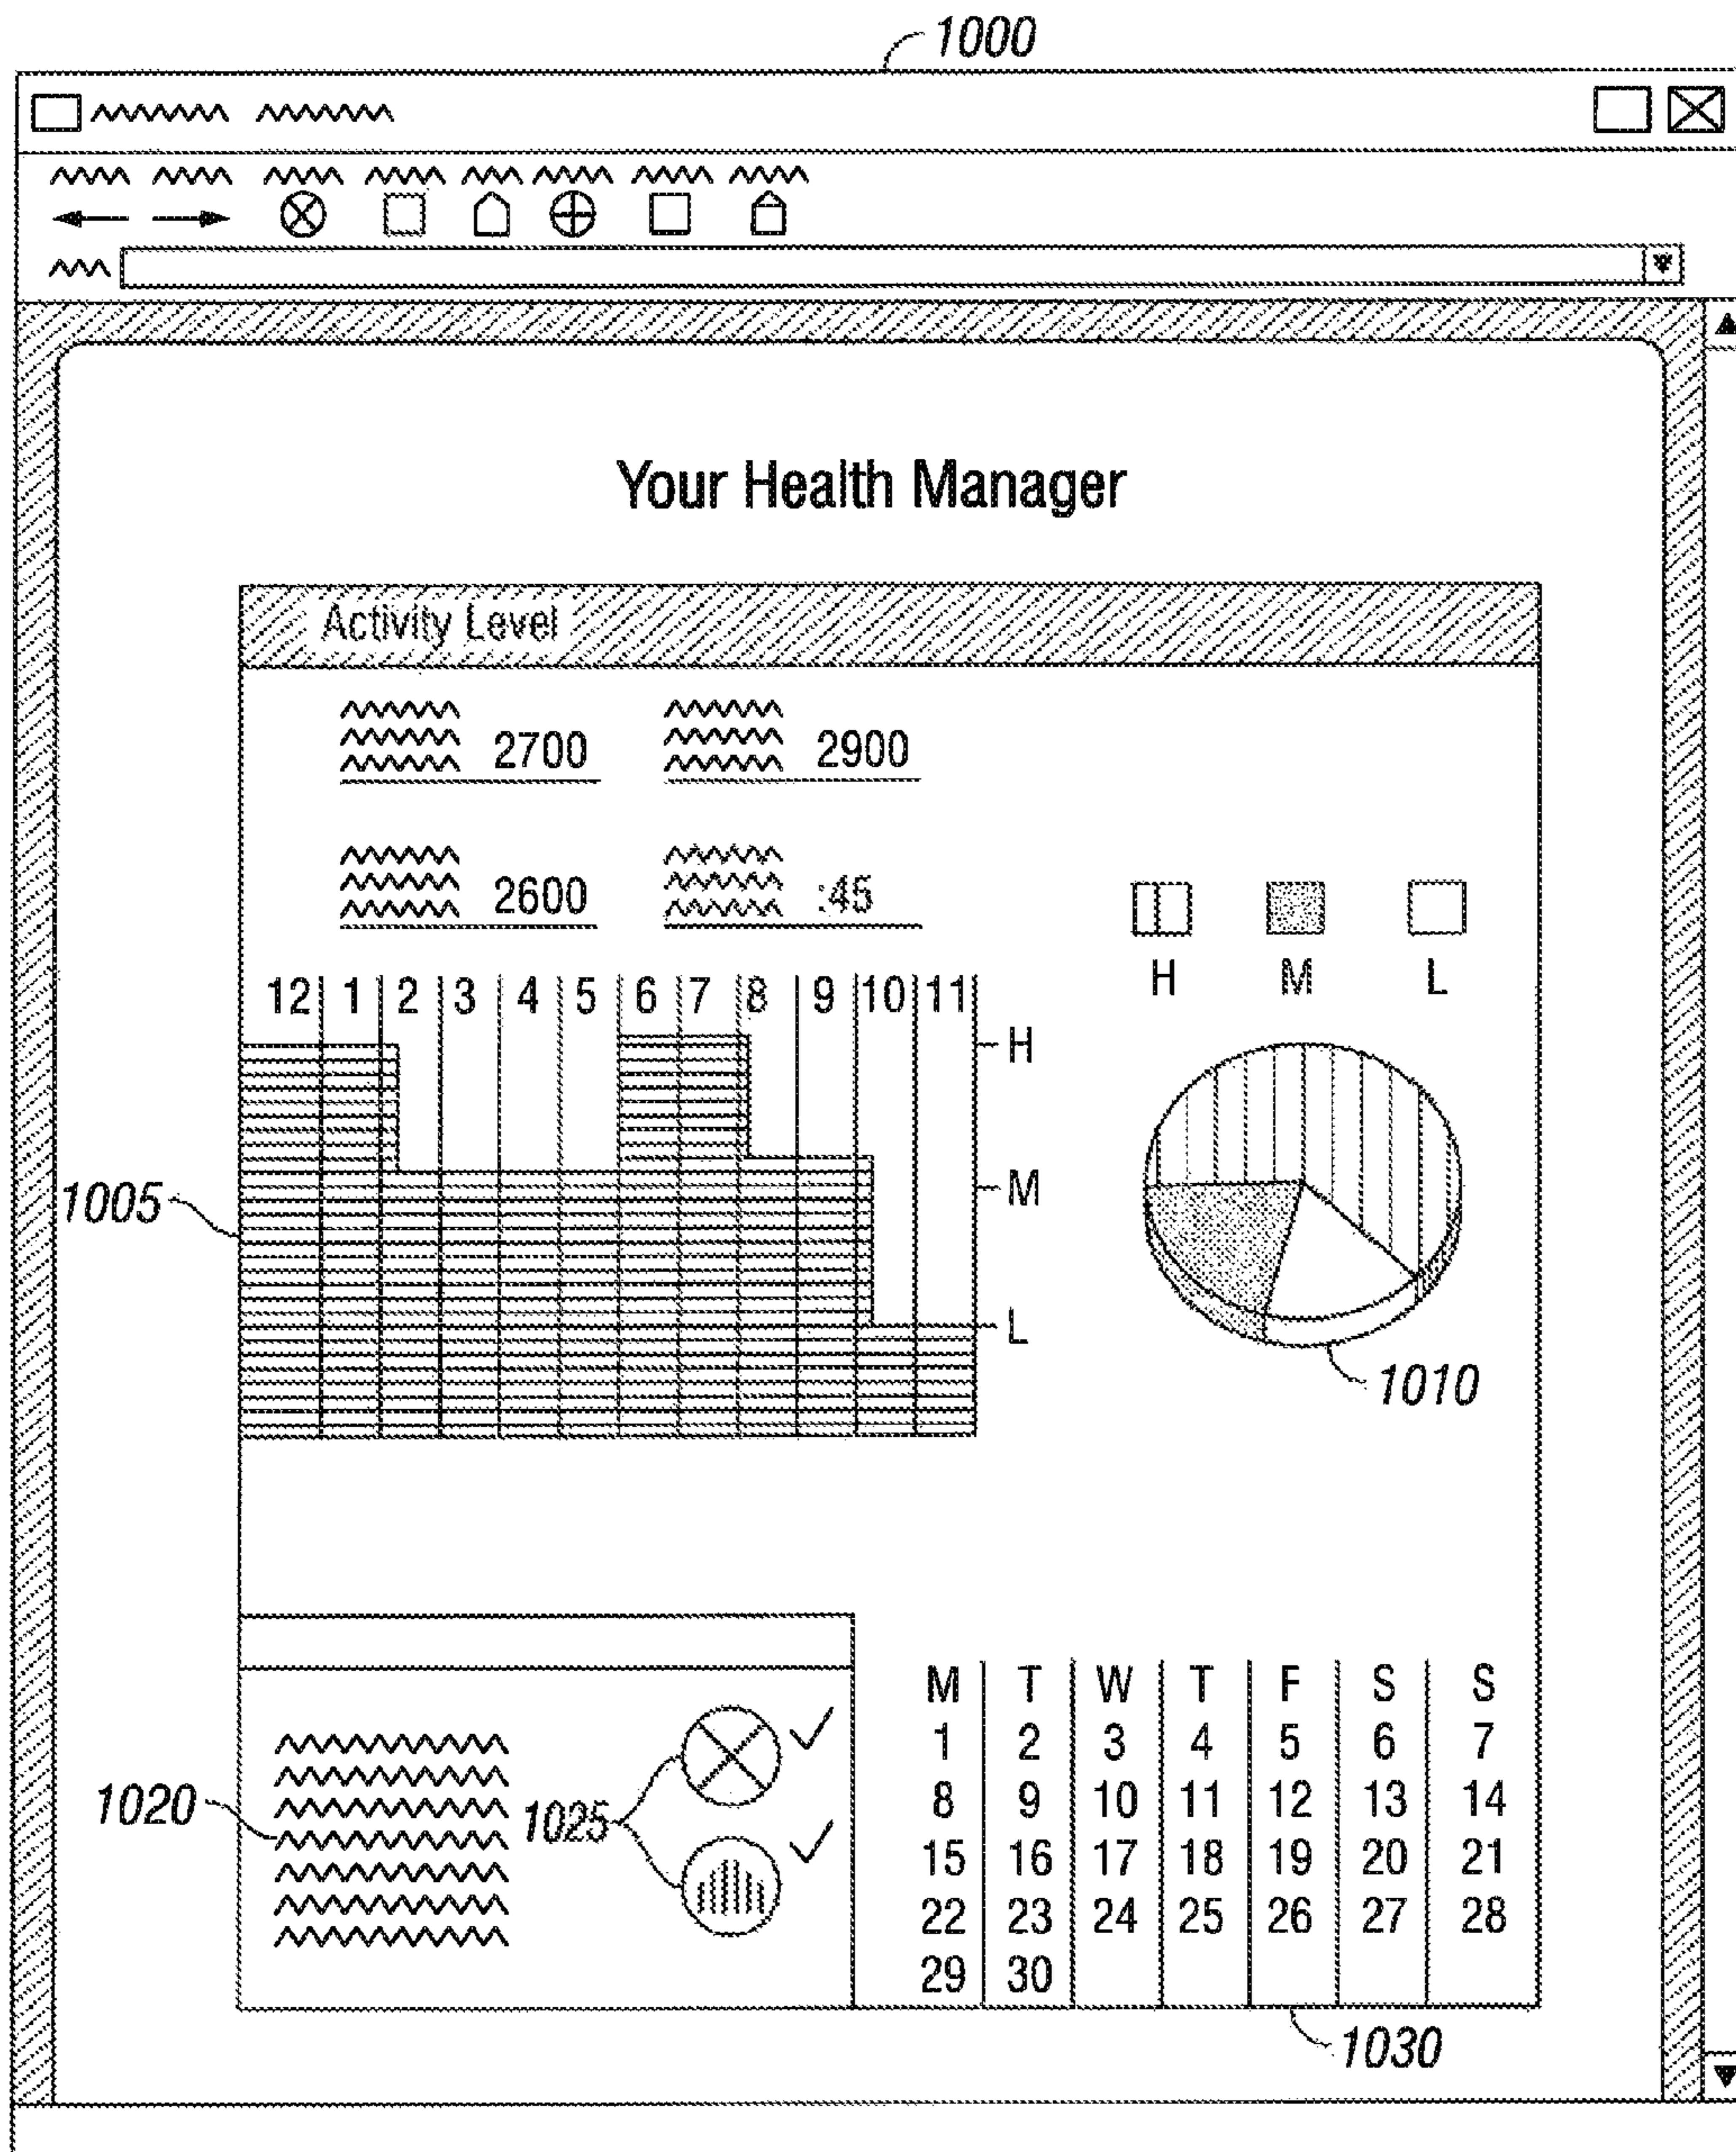 1000
Your Health Manager
Activity Level
2700 2900
2600 :45
H M L
12 1 2 3 4 5 6 7 8 9 10 11
H
M
L
1005
1010
1020
1025
M T W T F S S
1 2 3 4 5 6 7
8 9 10 11 12 13 14
15 16 17 18 19 20 21
22 23 24 25 26 27 28
29 30
1030